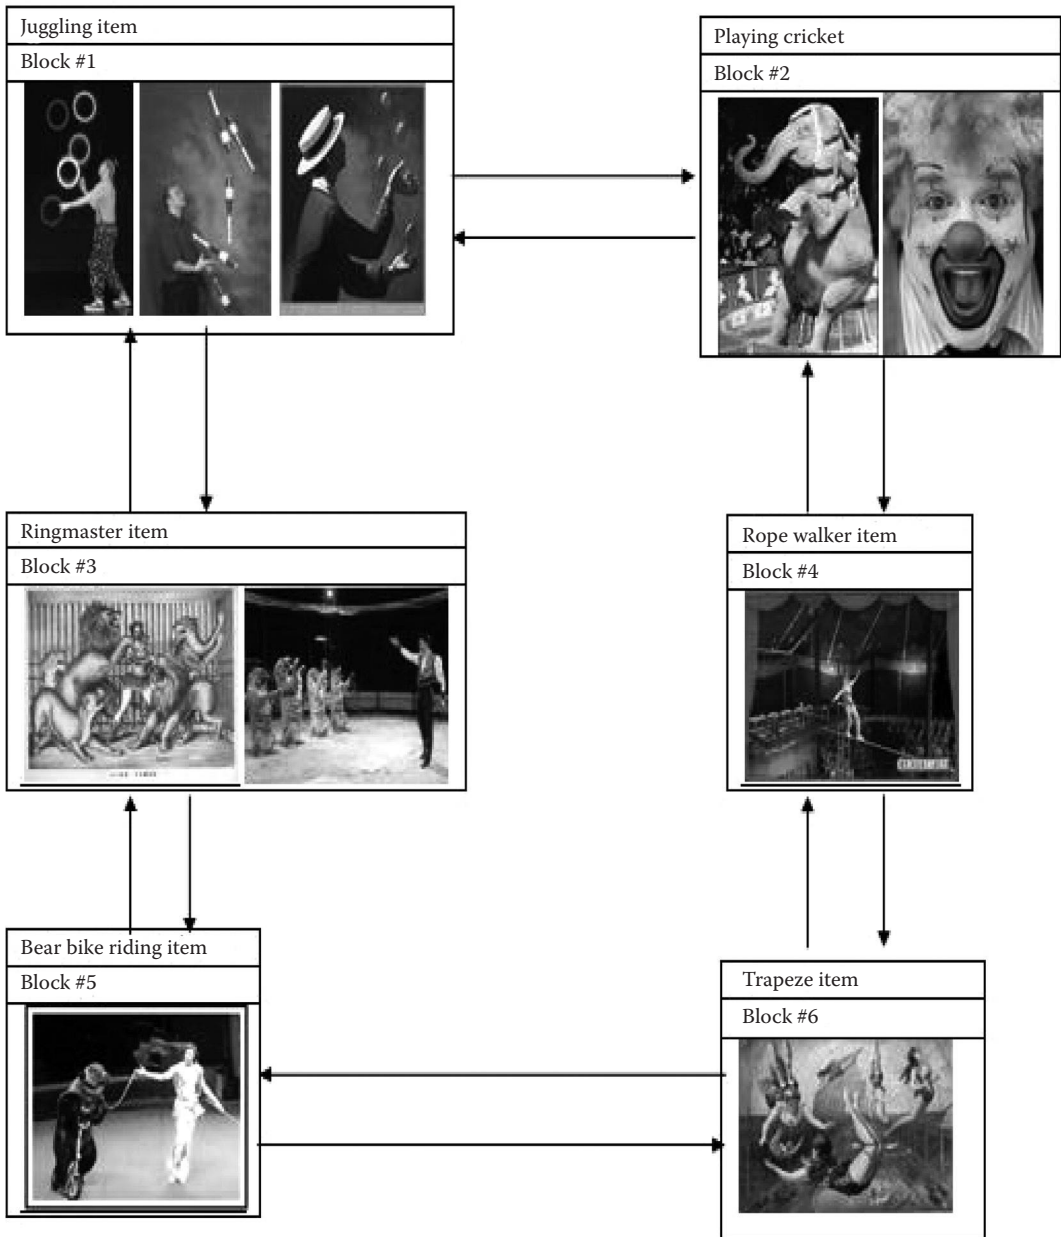 Juggling item
Block #1
Playing cricket
Block #2
Ringmaster item
Block #3
Rope walker item
Block #4
Bear bike riding item
Block #5
Trapeze item
Block #6